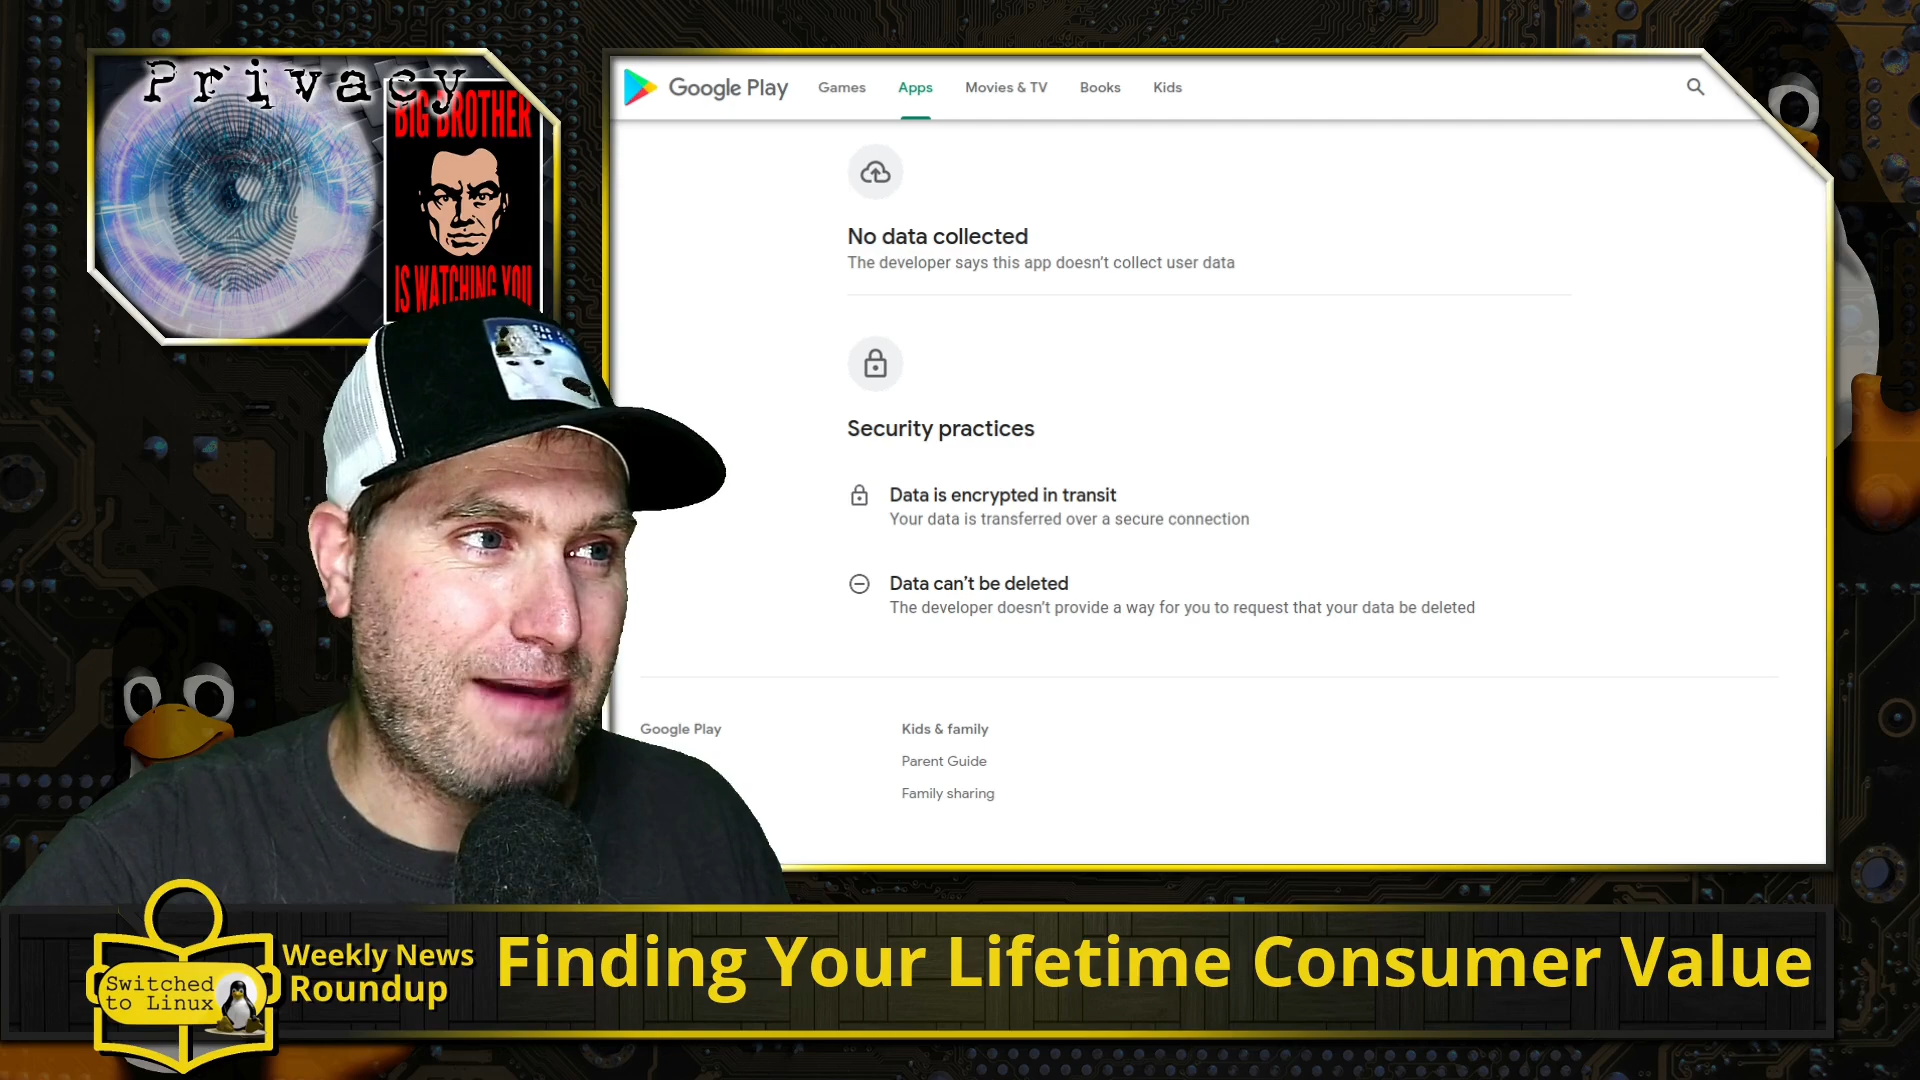 Privacy
BIG BROTHER
IS WATCHING YOU
Google Play
Games
Apps
Movies & TV
Books
Kids
No data collected
The developer says this app doesn't collect user data
Security practices
Data is encrypted in transit
Your data is transferred over a secure connection
Data can't be deleted
The developer doesn't provide a way for you to request that your data be deleted
Google Play
Kids & family
Parent Guide
Family sharing
Switched
to Linux
Weekly News
Roundup
Finding Your Lifetime Consumer Value